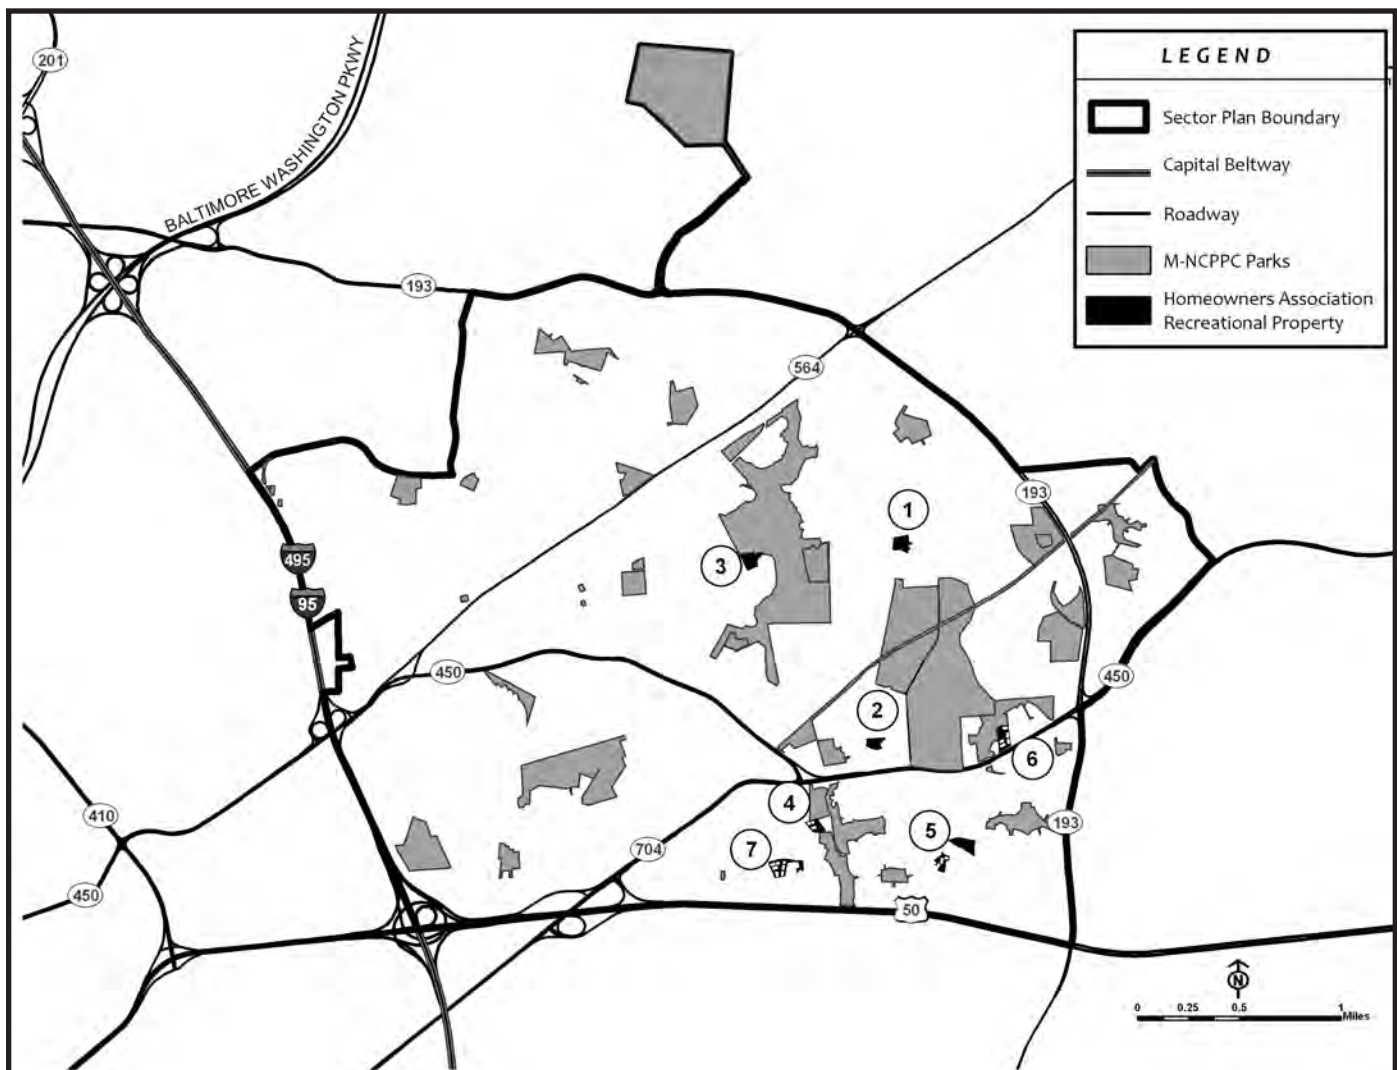 201
BALTIMORE WASHINGTON PKWY
LEGEND
Sector Plan Boundary
Capital Beltway
Roadway
M-NCPPC Parks
Homeowners Association
Recreational Property
193
564
193
1
3
495
95
450
450
2
6
4
5
193
410
7
704
450
50
N
0 0.25 0.5 1
Miles